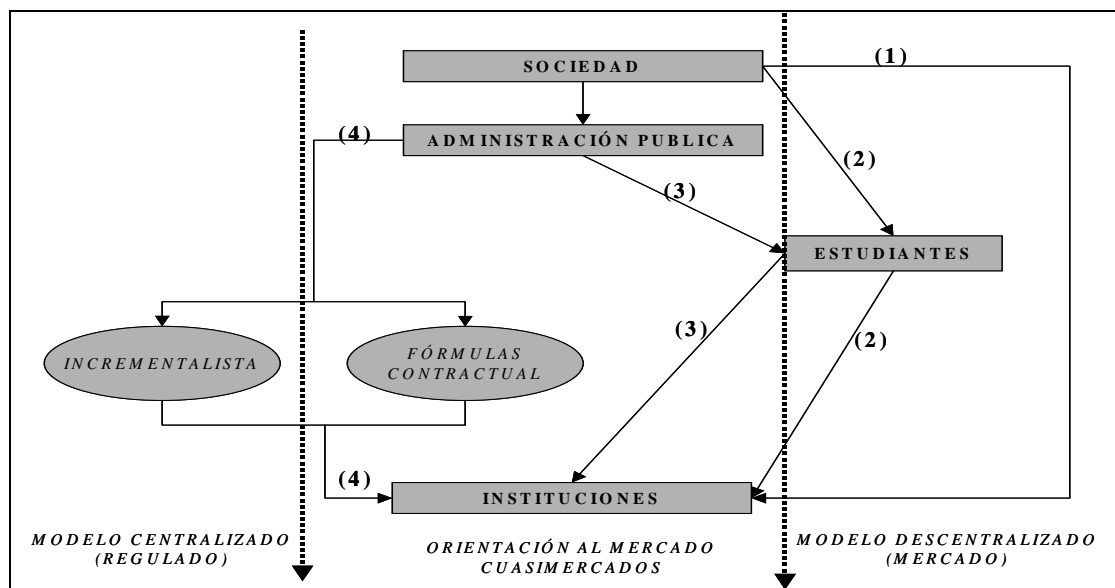 SOCIEDAD
(1)
(4)
ADMINISTRACIÓN PUBLICA
(2)
(3)
ESTUDIANTES
(3)
(2)
INCREMENTALISTA
FÓRMULAS
CONTRACTUAL
(4)
INSTITUCIONES
MODELO CENTRALIZADO
(REGULADO)
ORIENTACIÓN AL MERCADO
CUASIMERCADOS
MODELO DESCENTRALIZADO
(MERCADO)